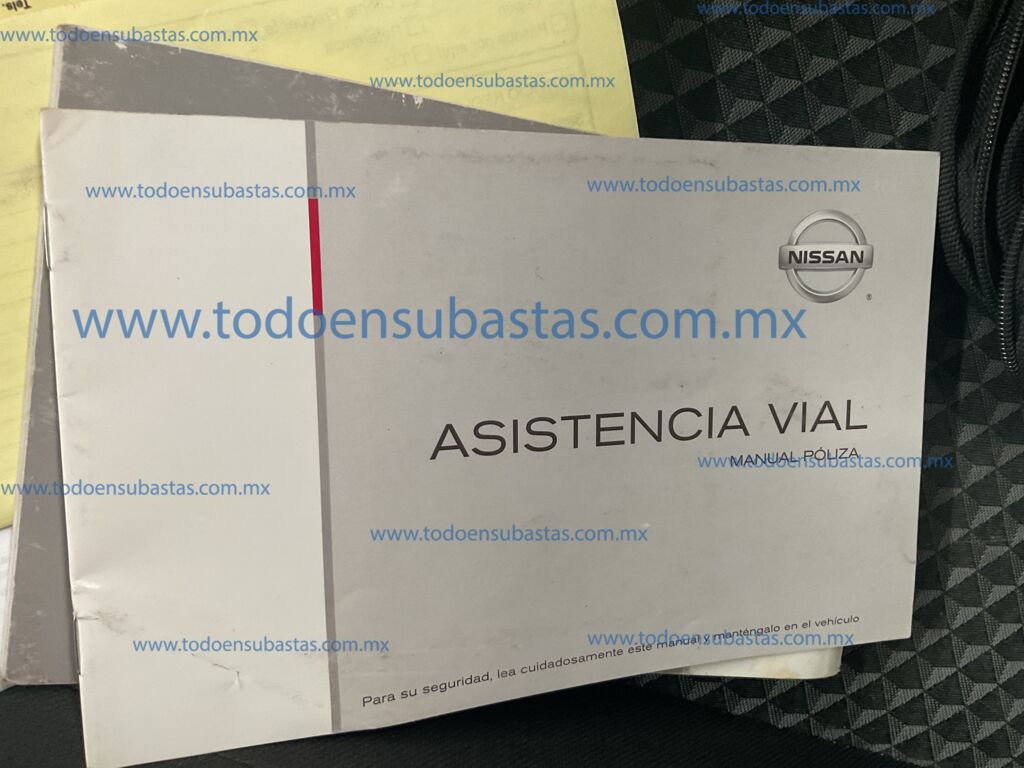 Tels.
www.todoensubastas.com.mx
www.todoensubastas.com.mx
www.todoensubastas.com.mx
www.todoensubastas.com.mx
www.todoensubastas.com.mx
NISSAN
®
www.todoensubastas.com.mx
ASISTENCIA VIAL
MANUAL PÓLIZA
www.todoensubastas.com.mx
www.todoensubastas.com.mx
www.todoensubastas.com.mx
Para su seguridad, lea cuidadosamente este manual y manténgalo en el vehículo
www.todoensubastas.com.mx
www.todoensubastas.com.mx